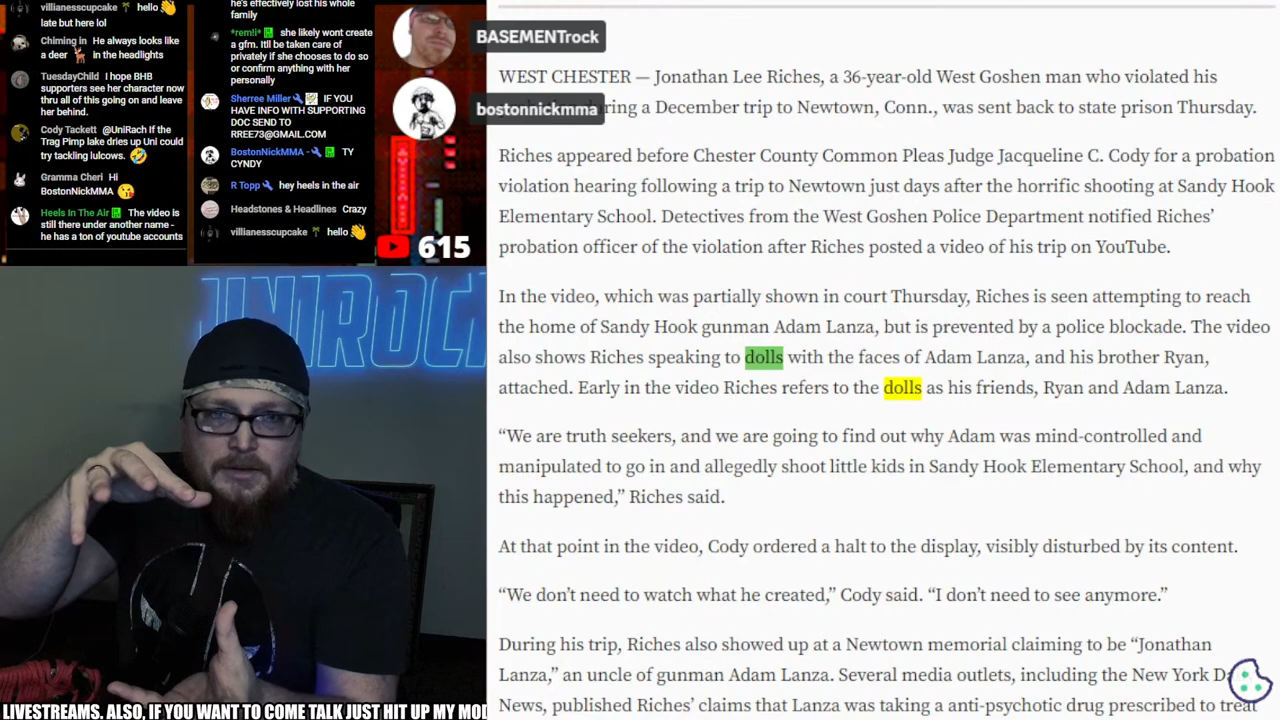 villianesscupcake 🌴 hello 👋
late but here lol
Chiming in He always looks like
a deer 🦌 in the headlights
TuesdayChild I hope BHB
supporters see her character now
thru all of this going on and leave
her behind.
Cody Tackett @UniRach If the
Trag Pimp lake dries up Uni could
try tackling lulcows. 🤣
Gramma Cheri Hi
BostonNickMMA 😘
Heels In The Air The video is
still there under another name -
he has a ton of youtube accounts
he's effectively lost his whole
family
*rem!i* she likely wont create
a gfm. Itll be taken care of
privately if she chooses to do so
or confirm anything with her
personally
Sherree Miller IF YOU
HAVE INFO WITH SUPPORTING
DOC SEND TO
RREE73@GMAIL.COM
BostonNickMMA - TY
CYNDY
R Topp hey heels in the air
Headstones & Headlines Crazy
villianesscupcake 🌴 hello 👋
BASEMENTrock
bostonnickmma
615
WEST CHESTER — Jonathan Lee Riches, a 36-year-old West Goshen man who violated his
ring a December trip to Newtown, Conn., was sent back to state prison Thursday.
Riches appeared before Chester County Common Pleas Judge Jacqueline C. Cody for a probation
violation hearing following a trip to Newtown just days after the horrific shooting at Sandy Hook
Elementary School. Detectives from the West Goshen Police Department notified Riches’
probation officer of the violation after Riches posted a video of his trip on YouTube.
In the video, which was partially shown in court Thursday, Riches is seen attempting to reach
the home of Sandy Hook gunman Adam Lanza, but is prevented by a police blockade. The video
also shows Riches speaking to dolls with the faces of Adam Lanza, and his brother Ryan,
attached. Early in the video Riches refers to the dolls as his friends, Ryan and Adam Lanza.
“We are truth seekers, and we are going to find out why Adam was mind-controlled and
manipulated to go in and allegedly shoot little kids in Sandy Hook Elementary School, and why
this happened,” Riches said.
At that point in the video, Cody ordered a halt to the display, visibly disturbed by its content.
“We don’t need to watch what he created,” Cody said. “I don’t need to see anymore.”
During his trip, Riches also showed up at a Newtown memorial claiming to be “Jonathan
Lanza,” an uncle of gunman Adam Lanza. Several media outlets, including the New York Da
News, published Riches’ claims that Lanza was taking a anti-psychotic drug prescribed to treat
LIVESTREAMS. ALSO, IF YOU WANT TO COME TALK JUST HIT UP MY MOD